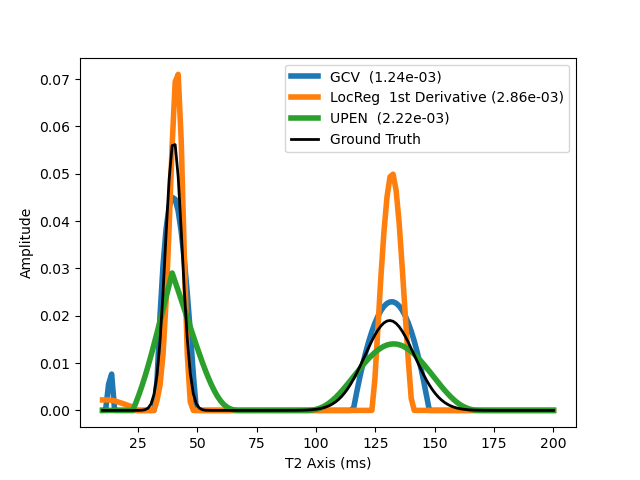 GCV (1.24e-03)
LocReg 1st Derivative (2.86e-03)
UPEN (2.22e-03)
Ground Truth
0.07
0.06
0.05
0.04
0.03
0.02
0.01
0.00
Amplitude
25 50 75 100 125 150 175 200
T2 Axis (ms)